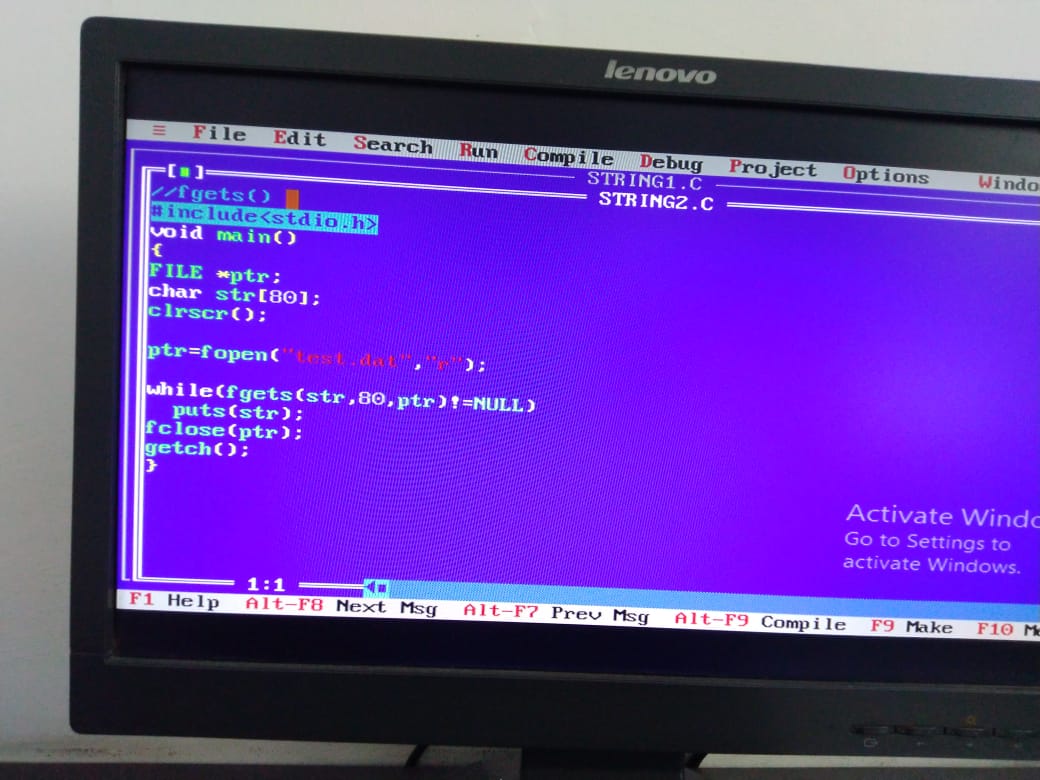 lenovo
≡ File Edit Search Run Compile Debug Project Options Windo
STRING1.C
[■] STRING2.C
//fgets()
#include<stdio.h>
void main()
{
FILE *ptr;
char str[80];
clrscr();
ptr=fopen("test.dat","r");
while(fgets(str,80,ptr)!=NULL)
puts(str);
fclose(ptr);
getch();
}
Activate Windo
Go to Settings to
activate Windows.
1:1
F1 Help Alt-F8 Next Msg Alt-F7 Prev Msg Alt-F9 Compile F9 Make F10 Me